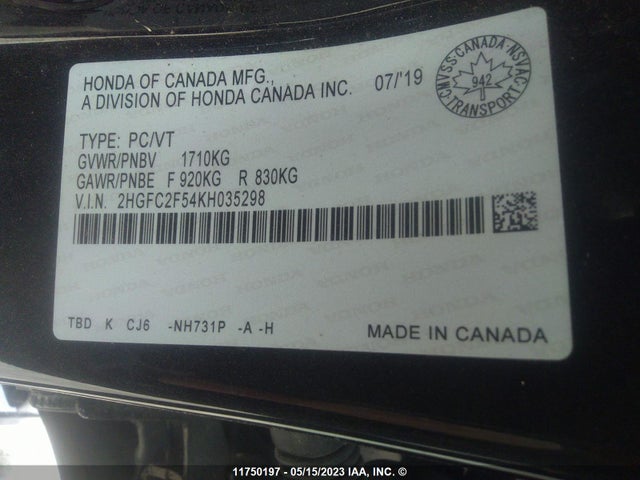 HONDA OF CANADA MFG.,
A DIVISION OF HONDA CANADA INC. 07/'19
CMVSS·CANADA·NSVAC
942
TRANSPORT
TYPE: PC/VT
GVWR/PNBV 1710KG
GAWR/PNBE F 920KG R 830KG
V.I.N. 2HGFC2F54KH035298
TBD K CJ6 -NH731P -A -H
MADE IN CANADA
11750197 - 05/15/2023 IAA, INC. ©